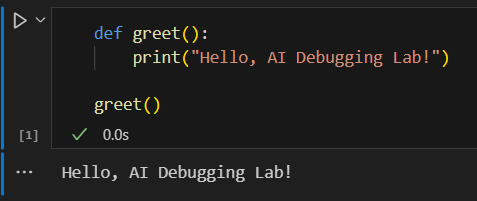 def greet():
    print("Hello, AI Debugging Lab!")
greet()
[1] 0.0s
... Hello, AI Debugging Lab!